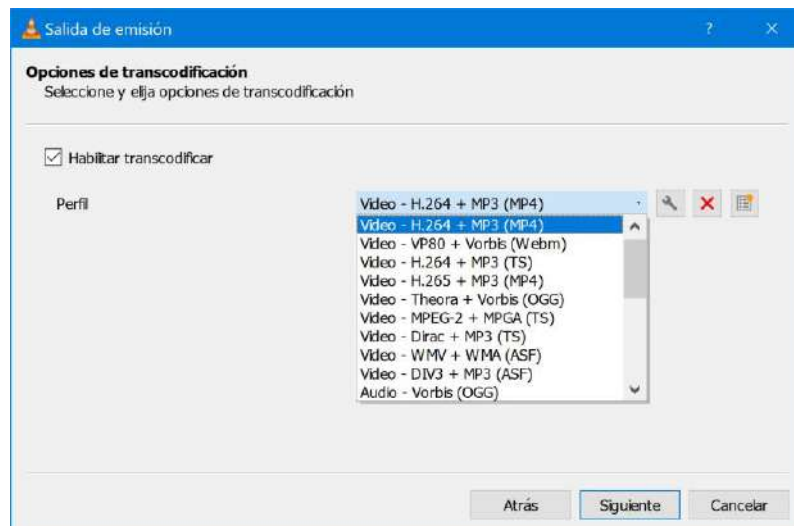 Salida de emisión
Opciones de transcodificación
Seleccione y elija opciones de transcodificación
Habilitar transcodificar
Perfil
Video - H.264 + MP3 (MP4)
Video - H.264 + MP3 (MP4)
Video - VP80 + Vorbis (Webm)
Video - H.264 + MP3 (TS)
Video - H.265 + MP3 (MP4)
Video - Theora + Vorbis (OGG)
Video - MPEG-2 + MPGA (TS)
Video - Dirac + MP3 (TS)
Video - WMV + WMA (ASF)
Video - DIV3 + MP3 (ASF)
Audio - Vorbis (OGG)
Atrás Siguiente Cancelar